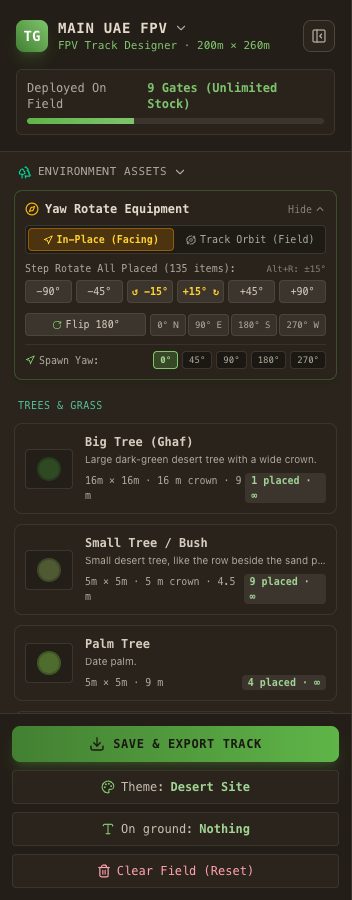 TG
MAIN UAE FPV
FPV Track Designer · 200m × 260m
Deployed On Field
9 Gates (Unlimited Stock)
ENVIRONMENT ASSETS
Yaw Rotate Equipment
Hide
In-Place (Facing)
Track Orbit (Field)
Step Rotate All Placed (135 items):
Alt+R: ±15°
−90°
−45°
↺ −15°
+15° ↻
+45°
+90°
Flip 180°
0° N
90° E
180° S
270° W
Spawn Yaw:
0°
45°
90°
180°
270°
TREES & GRASS
Big Tree (Ghaf)
Large dark-green desert tree with a wide crown.
16m × 16m · 16 m crown · 9 m
1 placed · ∞
Small Tree / Bush
Small desert tree, like the row beside the sand p…
5m × 5m · 5 m crown · 4.5 m
9 placed · ∞
Palm Tree
Date palm.
5m × 5m · 9 m
4 placed · ∞
SAVE & EXPORT TRACK
Theme: Desert Site
On ground: Nothing
Clear Field (Reset)